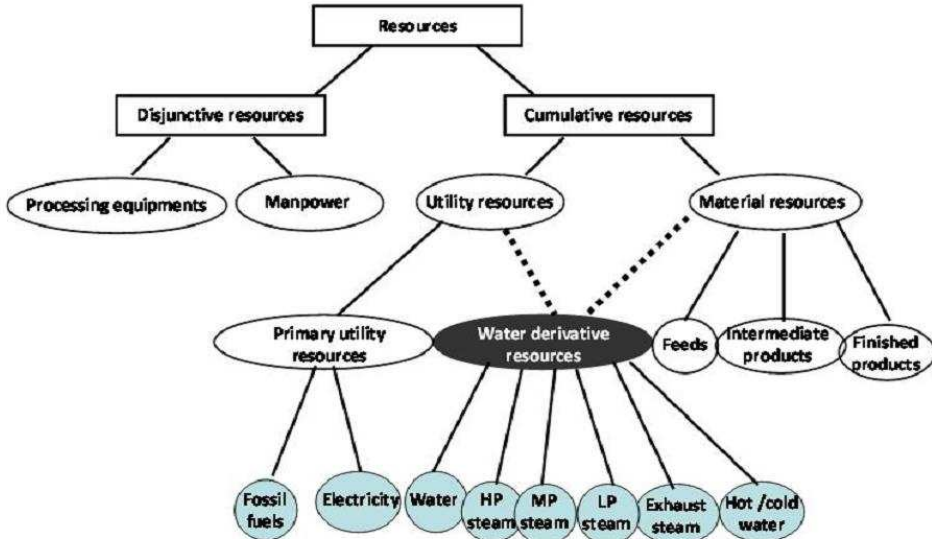 Resources
Disjunctive resources
Cumulative resources
Processing equipments
Manpower
Utility resources
Material resources
Primary utility
resources
Water derivative
resources
Feeds
Intermediate
products
Finished
products
Fossil
fuels
Electricity
Water
HP
steam
MP
steam
LP
steam
Exhaust
steam
Hot /cold
water